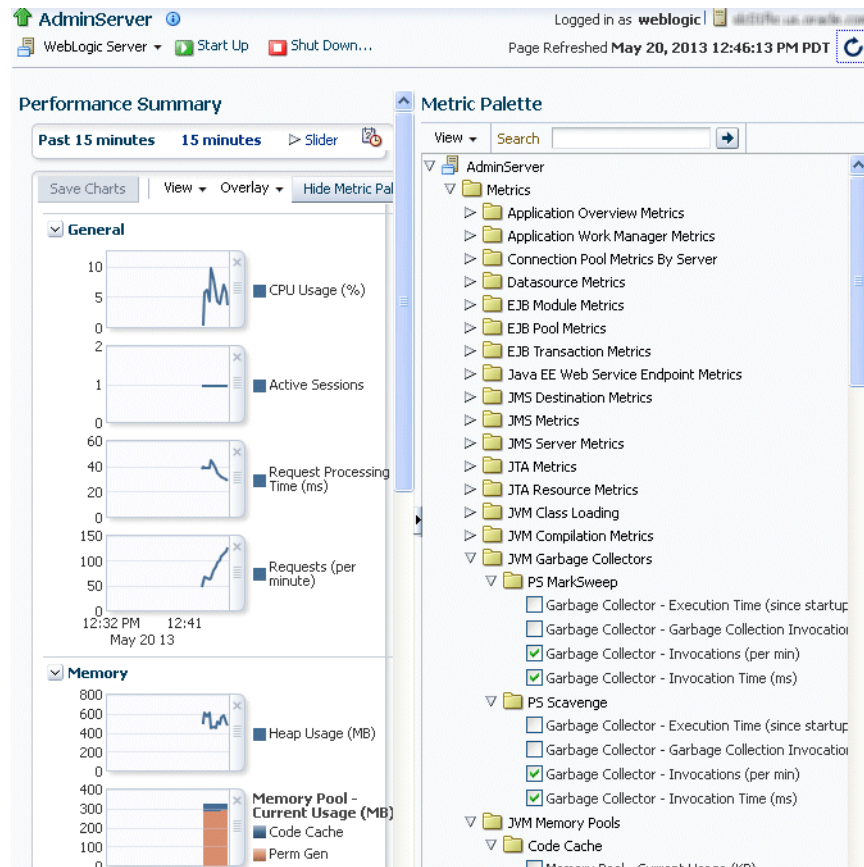 AdminServer
Logged in as weblogic
WebLogic Server Start Up Shut Down...
Page Refreshed May 20, 2013 12:46:13 PM PDT
Performance Summary
Past 15 minutes 15 minutes Slider
Save Charts View Overlay Hide Metric Pal
General
10
5
0
CPU Usage (%)
2
1
0
Active Sessions
60
40
20
0
Request Processing
Time (ms)
150
100
50
0
Requests (per
minute)
12:32 PM 12:41
May 20 13
Memory
800
600
400
200
0
Heap Usage (MB)
400
300
200
100
0
Memory Pool -
Current Usage (MB)
Code Cache
Perm Gen
Metric Palette
View Search
AdminServer
Metrics
Application Overview Metrics
Application Work Manager Metrics
Connection Pool Metrics By Server
Datasource Metrics
EJB Module Metrics
EJB Pool Metrics
EJB Transaction Metrics
Java EE Web Service Endpoint Metrics
JMS Destination Metrics
JMS Metrics
JMS Server Metrics
JTA Metrics
JTA Resource Metrics
JVM Class Loading
JVM Compilation Metrics
JVM Garbage Collectors
PS MarkSweep
Garbage Collector - Execution Time (since startup
Garbage Collector - Garbage Collection Invocation
Garbage Collector - Invocations (per min)
Garbage Collector - Invocation Time (ms)
PS Scavenge
Garbage Collector - Execution Time (since startup
Garbage Collector - Garbage Collection Invocation
Garbage Collector - Invocations (per min)
Garbage Collector - Invocation Time (ms)
JVM Memory Pools
Code Cache
Memory Pool - Current Usage (KB)